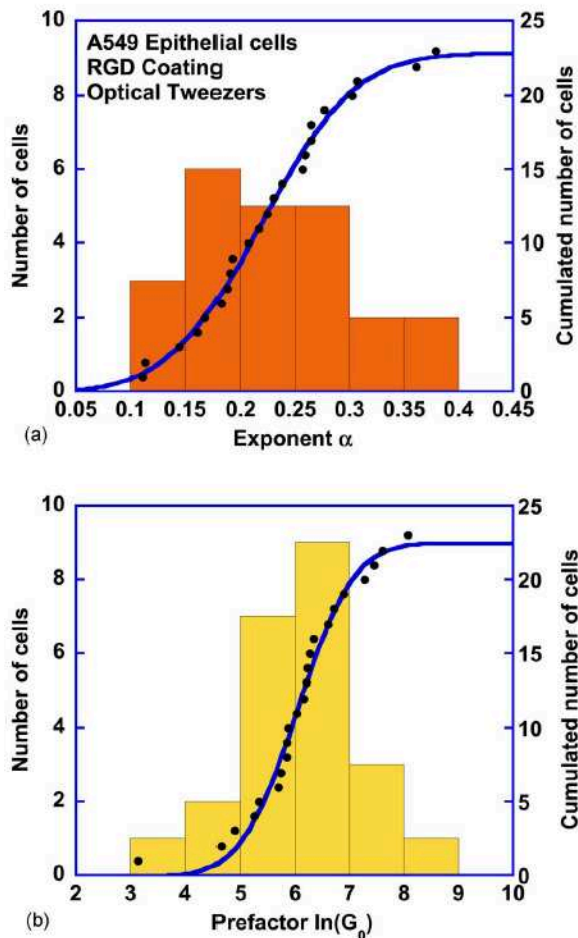 A549 Epithelial cells
RGD Coating
Optical Tweezers
Number of cells
Cumulated number of cells
10
8
6
4
2
0
25
20
15
10
5
0
0.05 0.1 0.15 0.2 0.25 0.3 0.35 0.4 0.45
(a)
Exponent α
Number of cells
Cumulated number of cells
10
8
6
4
2
0
25
20
15
10
5
0
2 3 4 5 6 7 8 9 10
(b)
Prefactor ln(G₀)